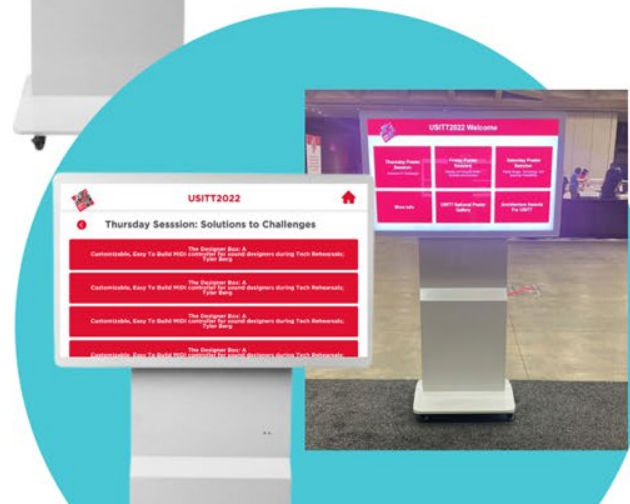 USITT2022
Thursday Sesssion: Solutions to Challenges
The Designer Box: A
Customizable, Easy To Build MIDI controller for sound designers during Tech Rehearsals;
Tyler Berg
The Designer Box: A
Customizable, Easy To Build MIDI controller for sound designers during Tech Rehearsals;
Tyler Berg
The Designer Box: A
Customizable, Easy To Build MIDI controller for sound designers during Tech Rehearsals;
Tyler Berg
The Designer Box: A
Customizable, Easy To Build MIDI controller for sound designers during Tech Rehearsals;
USITT2022 Welcome
Thursday Poster
Session
Friday Poster
Session
Saturday Poster
Session
More Info
USITT National Poster
Gallery
Architecture Awards
For USITT